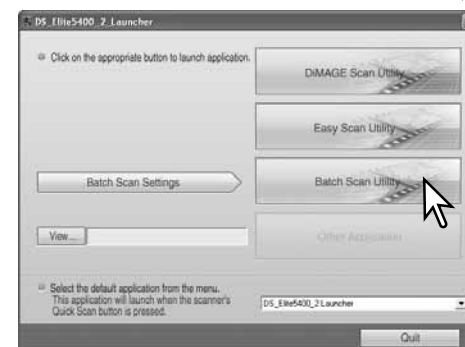 DS_Elite5400_2 Launcher
Click on the appropriate button to launch application.
DiMAGE Scan Utility
Easy Scan Utility
Batch Scan Settings
Batch Scan Utility
View...
Other Application
Select the default application from the menu.
This application will launch when the scanner's
Quick Scan button is pressed.
DS_Elite5400_2 Launcher
Quit